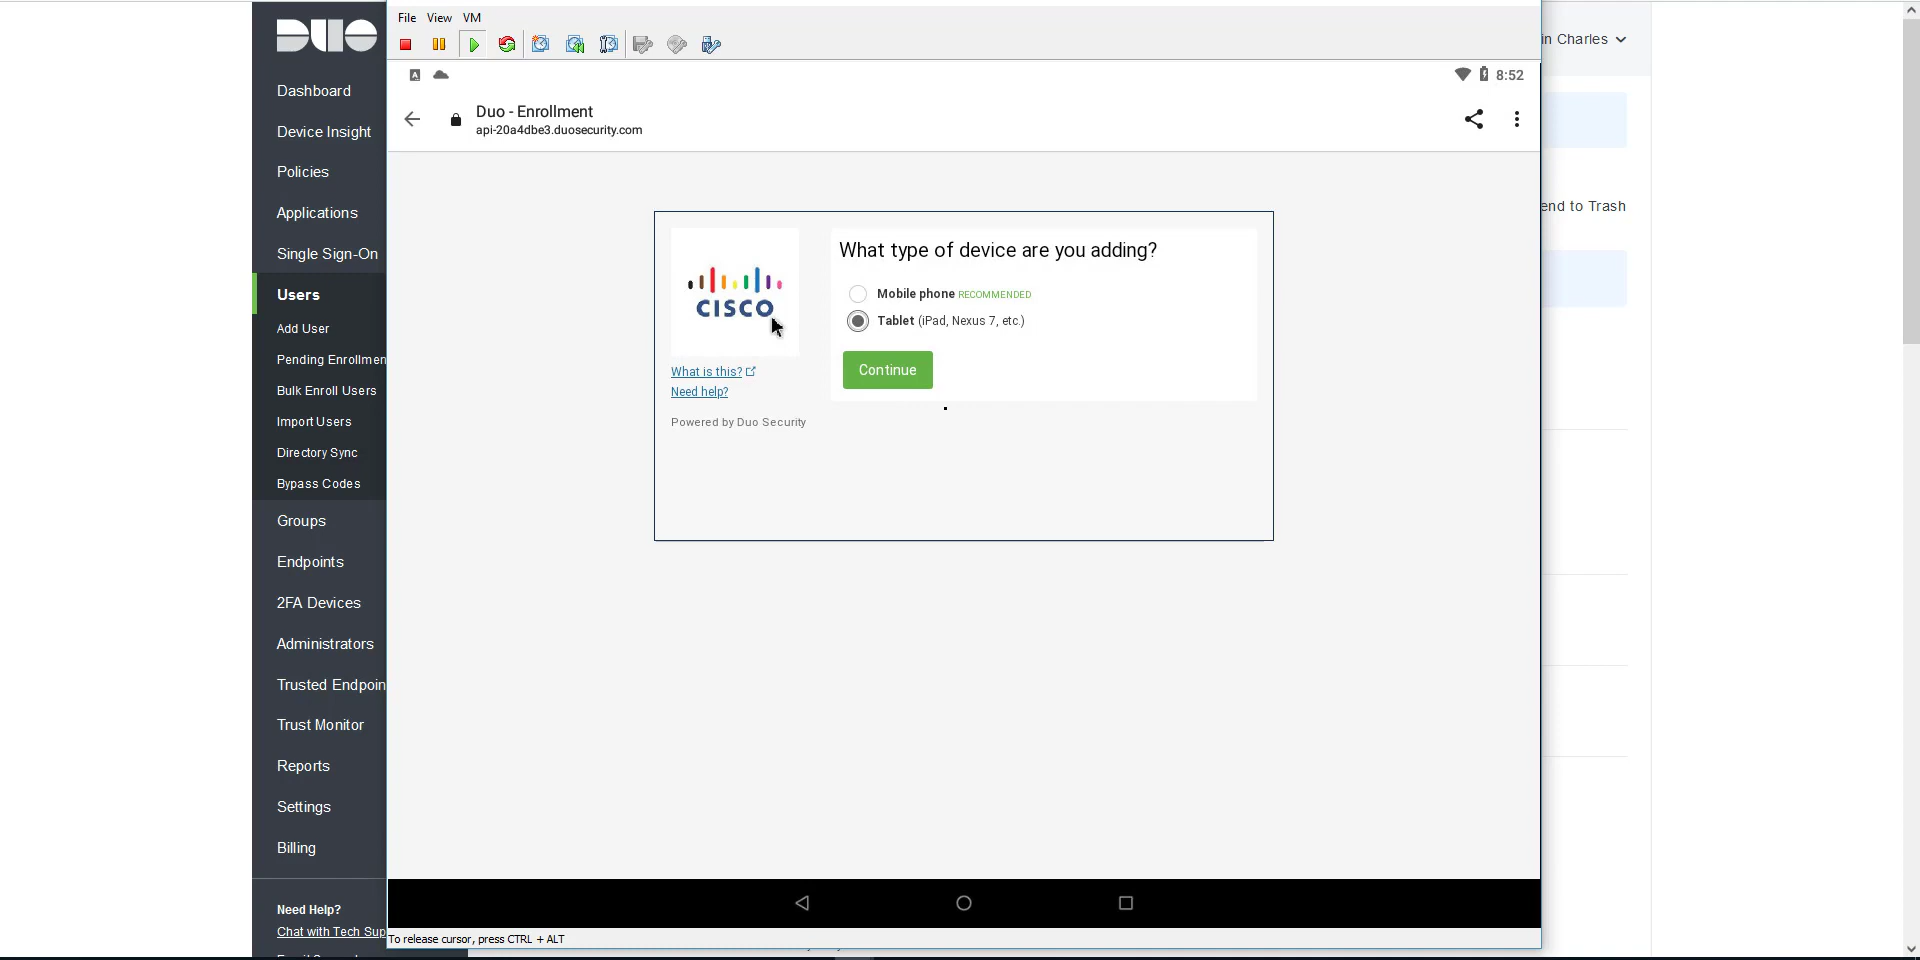 DUO
Dashboard
Device Insight
Policies
Applications
Single Sign-On
Users
Add User
Pending Enrollmen
Bulk Enroll Users
Import Users
Directory Sync
Bypass Codes
Groups
Endpoints
2FA Devices
Administrators
Trusted Endpoin
Trust Monitor
Reports
Settings
Billing
Need Help?
Chat with Tech Sup
File View VM
8:52
Duo - Enrollment
api-20a4dbe3.duosecurity.com
CISCO
What is this?
Need help?
Powered by Duo Security
What type of device are you adding?
Mobile phone RECOMMENDED
Tablet (iPad, Nexus 7, etc.)
Continue
To release cursor, press CTRL + ALT
in Charles
end to Trash